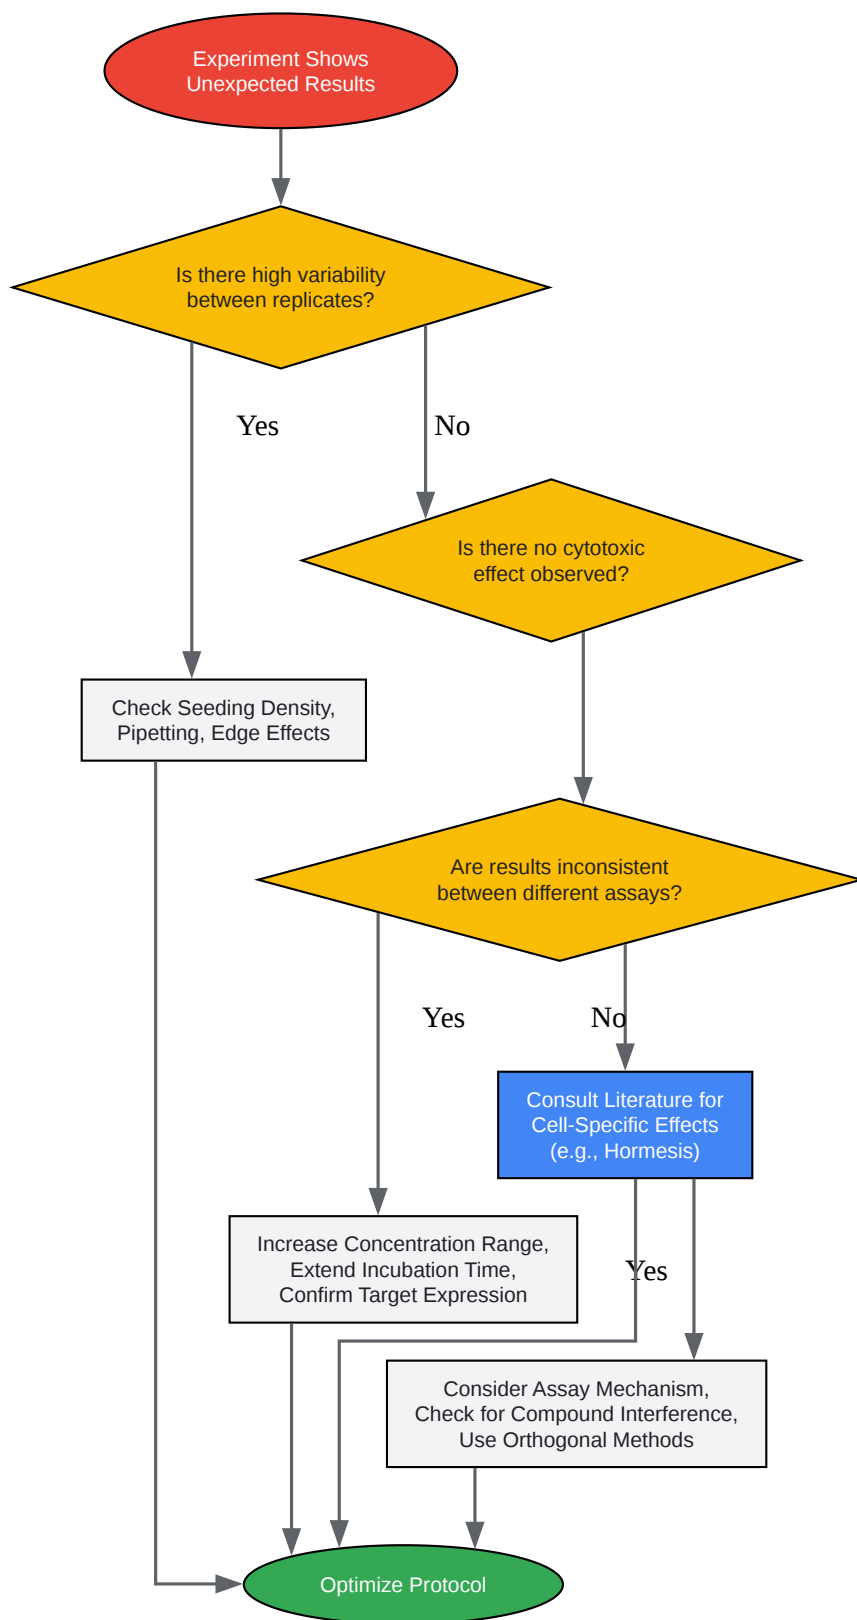 Experiment Shows
Unexpected Results
Is there high variability
between replicates?
Yes
No
Is there no cytotoxic
effect observed?
Check Seeding Density,
Pipetting, Edge Effects
Are results inconsistent
between different assays?
Yes
No
Consult Literature for
Cell-Specific Effects
(e.g., Hormesis)
Increase Concentration Range,
Extend Incubation Time,
Confirm Target Expression
Yes
Consider Assay Mechanism,
Check for Compound Interference,
Use Orthogonal Methods
Optimize Protocol